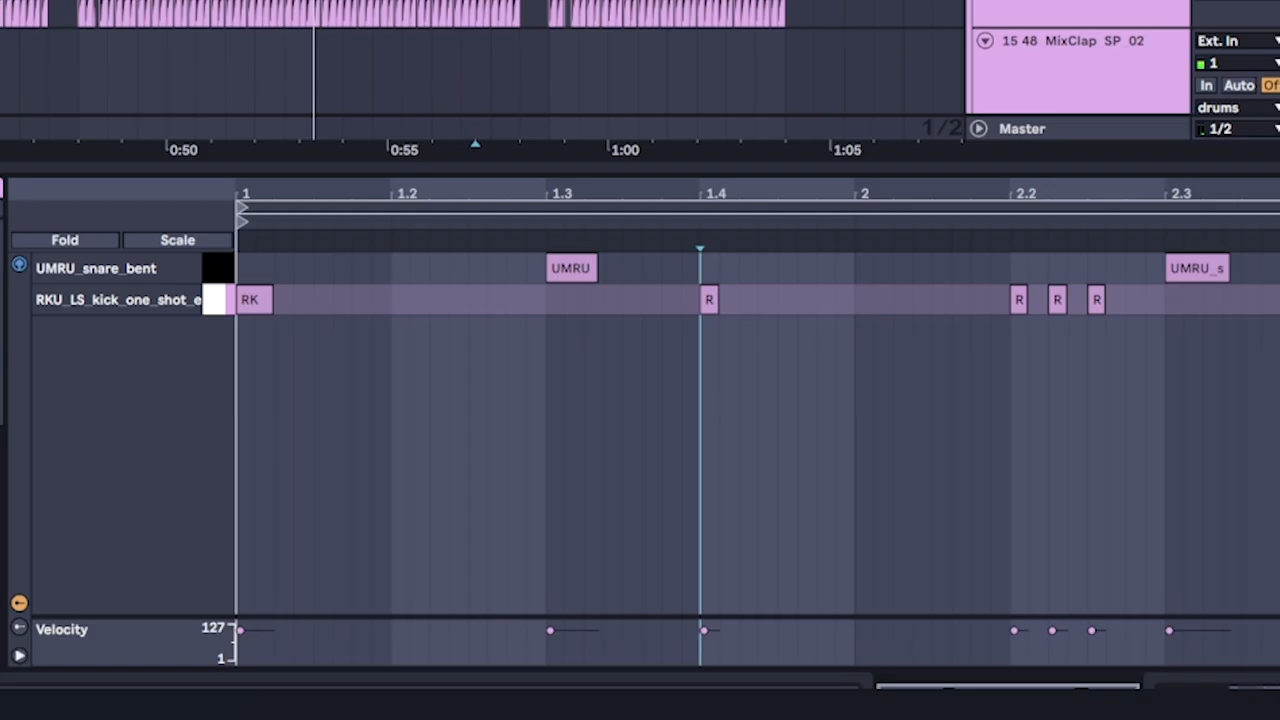 15 48 MixClap SP 02
Ext. In
1
In Auto Of
drums
1/2 Master 1/2
0:50 0:55 1:00 1:05
1 1.2 1.3 1.4 2 2.2 2.3
Fold Scale
UMRU_snare_bent UMRU UMRU_s
RKU_LS_kick_one_shot_e RK R R R R
Velocity 127
1